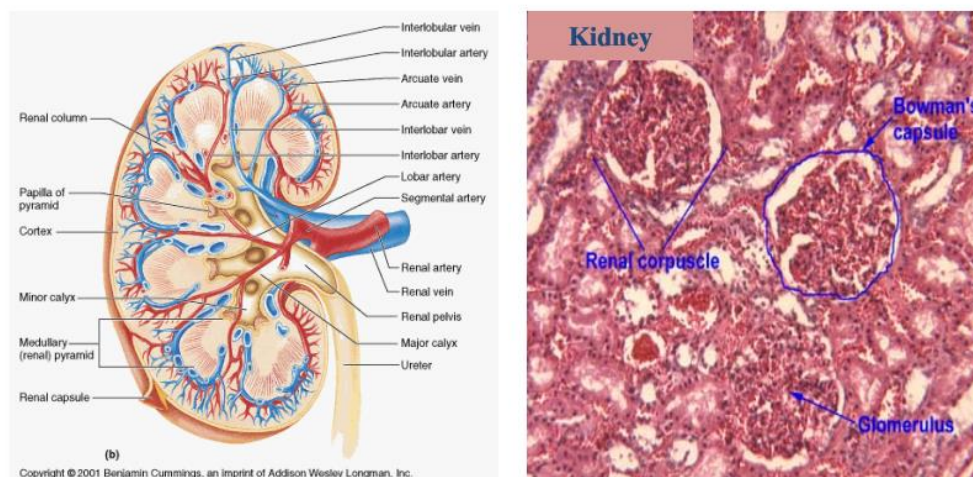 Interlobular vein
Interlobular artery
Arcuate vein
Arcuate artery
Interlobar vein
Interlobar artery
Lobar artery
Segmental artery
Renal artery
Renal vein
Renal pelvis
Major calyx
Ureter
Renal column
Papilla of
pyramid
Cortex
Minor calyx
Medullary
(renal) pyramid
Renal capsule
(b)
Copyright © 2001 Benjamin Cummings, an imprint of Addison Wesley Longman, Inc.
Kidney
Bowman's
capsule
Renal corpuscle
Glomerulus